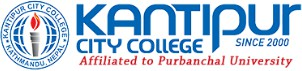 KANTIPUR CITY COLLEGE
KATHMANDU, NEPAL
KANTIPUR
CITY COLLEGE SINCE 2000
Affiliated to Purbanchal University